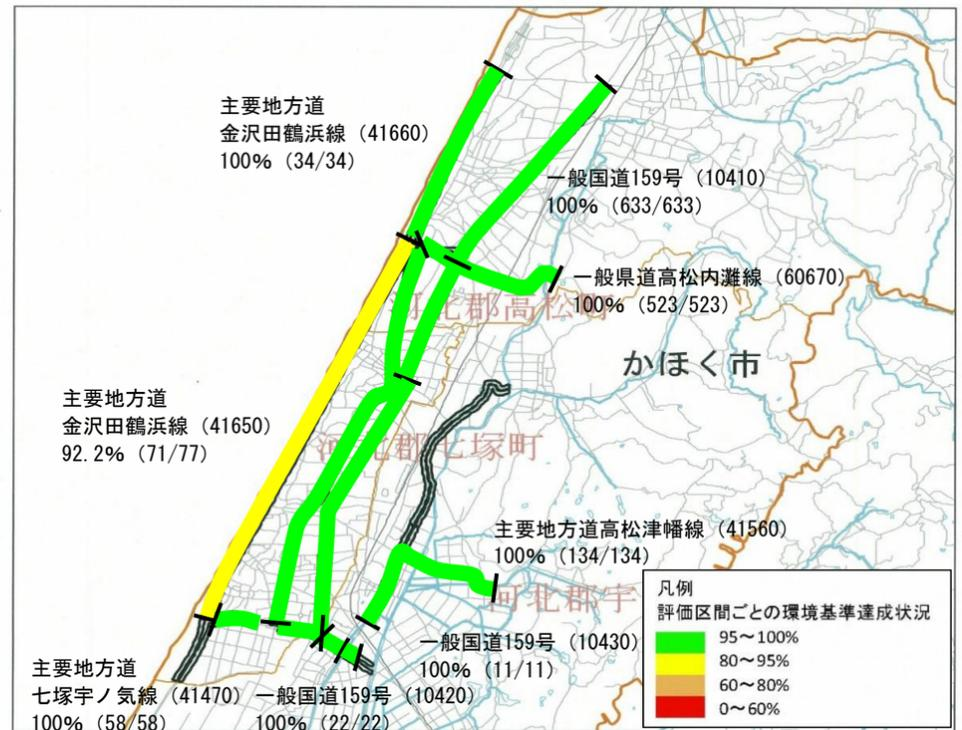 主要地方道
金沢田鶴浜線（41660）
100％（34/34）
一般国道159号（10410）
100％（633/633）
一般県道高松内灘線（60670）
100％（523/523）
河北郡高松町
かほく市
主要地方道
金沢田鶴浜線（41650）
92.2％（71/77）
河北郡七塚町
主要地方道高松津幡線（41560）
100％（134/134）
河北郡宇
凡例
評価区間ごとの環境基準達成状況
95～100％
80～95％
60～80％
0～60％
一般国道159号（10430）
100％（11/11）
主要地方道
七塚宇ノ気線（41470）
100％（58/58）
一般国道159号（10420）
100％（22/22）